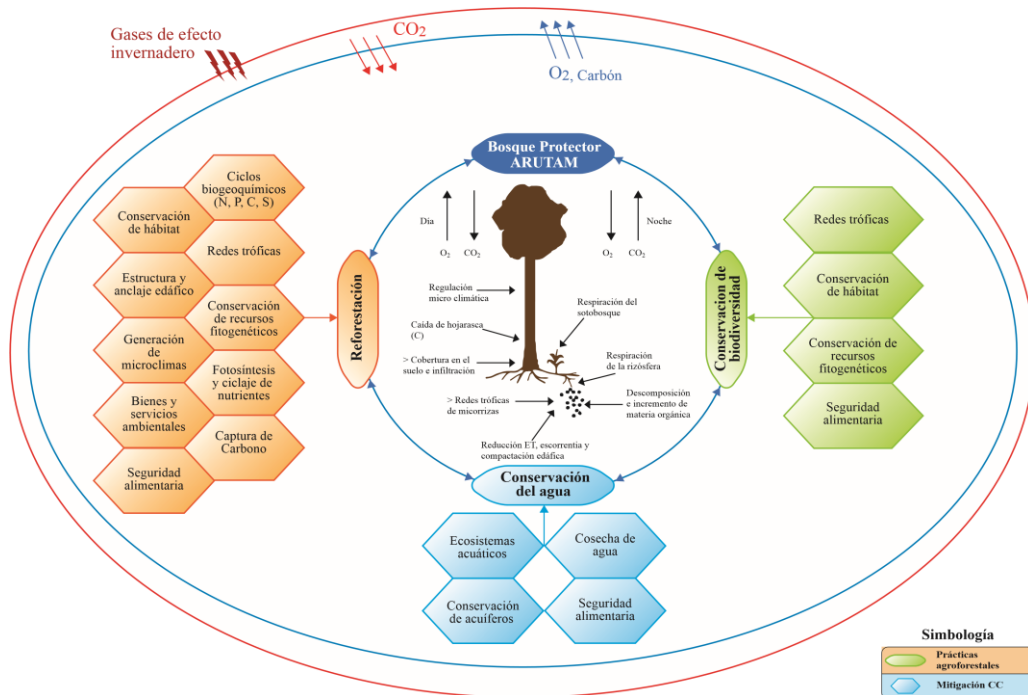 Gases de efecto
invernadero
CO2
O2, Carbón
Bosque Protector
ARUTAM
Ciclos
biogeoquímicos
(N, P, C, S)
Conservación
de hábitat
Redes tróficas
Estructura y
anclaje edáfico
Conservación
de recursos
fitogenéticos
Generación
de microclimas
Fotosíntesis y
ciclaje de
nutrientes
Bienes y
servicios
ambientales
Captura de
Carbono
Seguridad
alimentaria
Reforestación
Día
O2
CO2
Noche
O2
CO2
Regulación
micro climática
Caida de hojarasca
(C)
> Cobertura en el
suelo e infiltración
> Redes tróficas
de micorrizas
Reducción ET, escorrentia y
compactación edáfica
Respiración del
sotobosque
Respiración
de la rizósfera
Descomposición
e incremento de
materia orgánica
Conservacion de
biodiversidad
Redes tróficas
Conservación
de hábitat
Conservación de
recursos
fitogenéticos
Seguridad
alimentaria
Conservación
del agua
Ecosistemas
acuáticos
Cosecha de
agua
Conservación
de acuíferos
Seguridad
alimentaria
Simbología
Prácticas
agroforestales
Mitigación CC